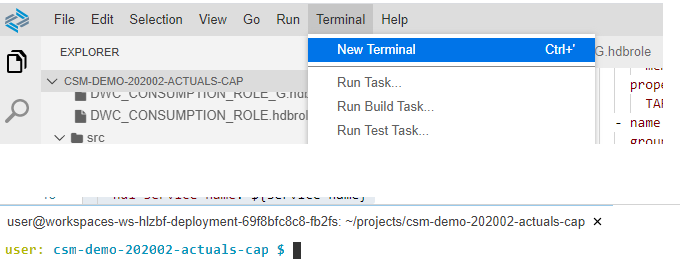 File Edit Selection View Go Run Terminal Help
EXPLORER
New Terminal Ctrl+'
G.hdbrole
CSM-DEMO-202002-ACTUALS-CAP
DWC_CONSUMPTION_ROLE_G.hdb
Run Task...
prope
DWC_CONSUMPTION_ROLE.hdbrol
Run Build Task...
TAR
src
Run Test Task...
- name
user@workspaces-ws-hlzbf-deployment-69f8bfc8c8-fb2fs: ~/projects/csm-demo-202002-actuals-cap ×
user: csm-demo-202002-actuals-cap $